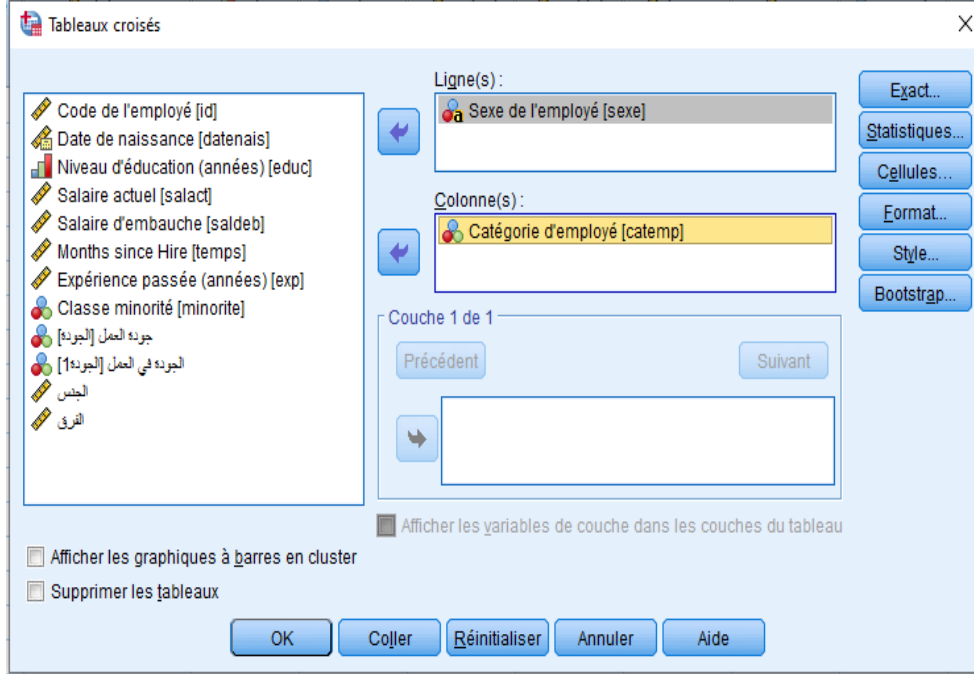 Tableaux croisés
Code de l'employé [id]
Date de naissance [datenais]
Niveau d'éducation (années) [educ]
Salaire actuel [salact]
Salaire d'embauche [saldeb]
Months since Hire [temps]
Expérience passée (années) [exp]
Classe minorité [minorite]
جوده العمل [الجوده]
الجوده في العمل [الجوده1]
الجنس
الفرق
Ligne(s) :
a Sexe de l'employé [sexe]
Colonne(s) :
Catégorie d'employé [catemp]
Couche 1 de 1
Précédent
Suivant
Afficher les variables de couche dans les couches du tableau
Exact...
Statistiques...
Cellules...
Format...
Style...
Bootstrap...
Afficher les graphiques à barres en cluster
Supprimer les tableaux
OK
Coller
Réinitialiser
Annuler
Aide